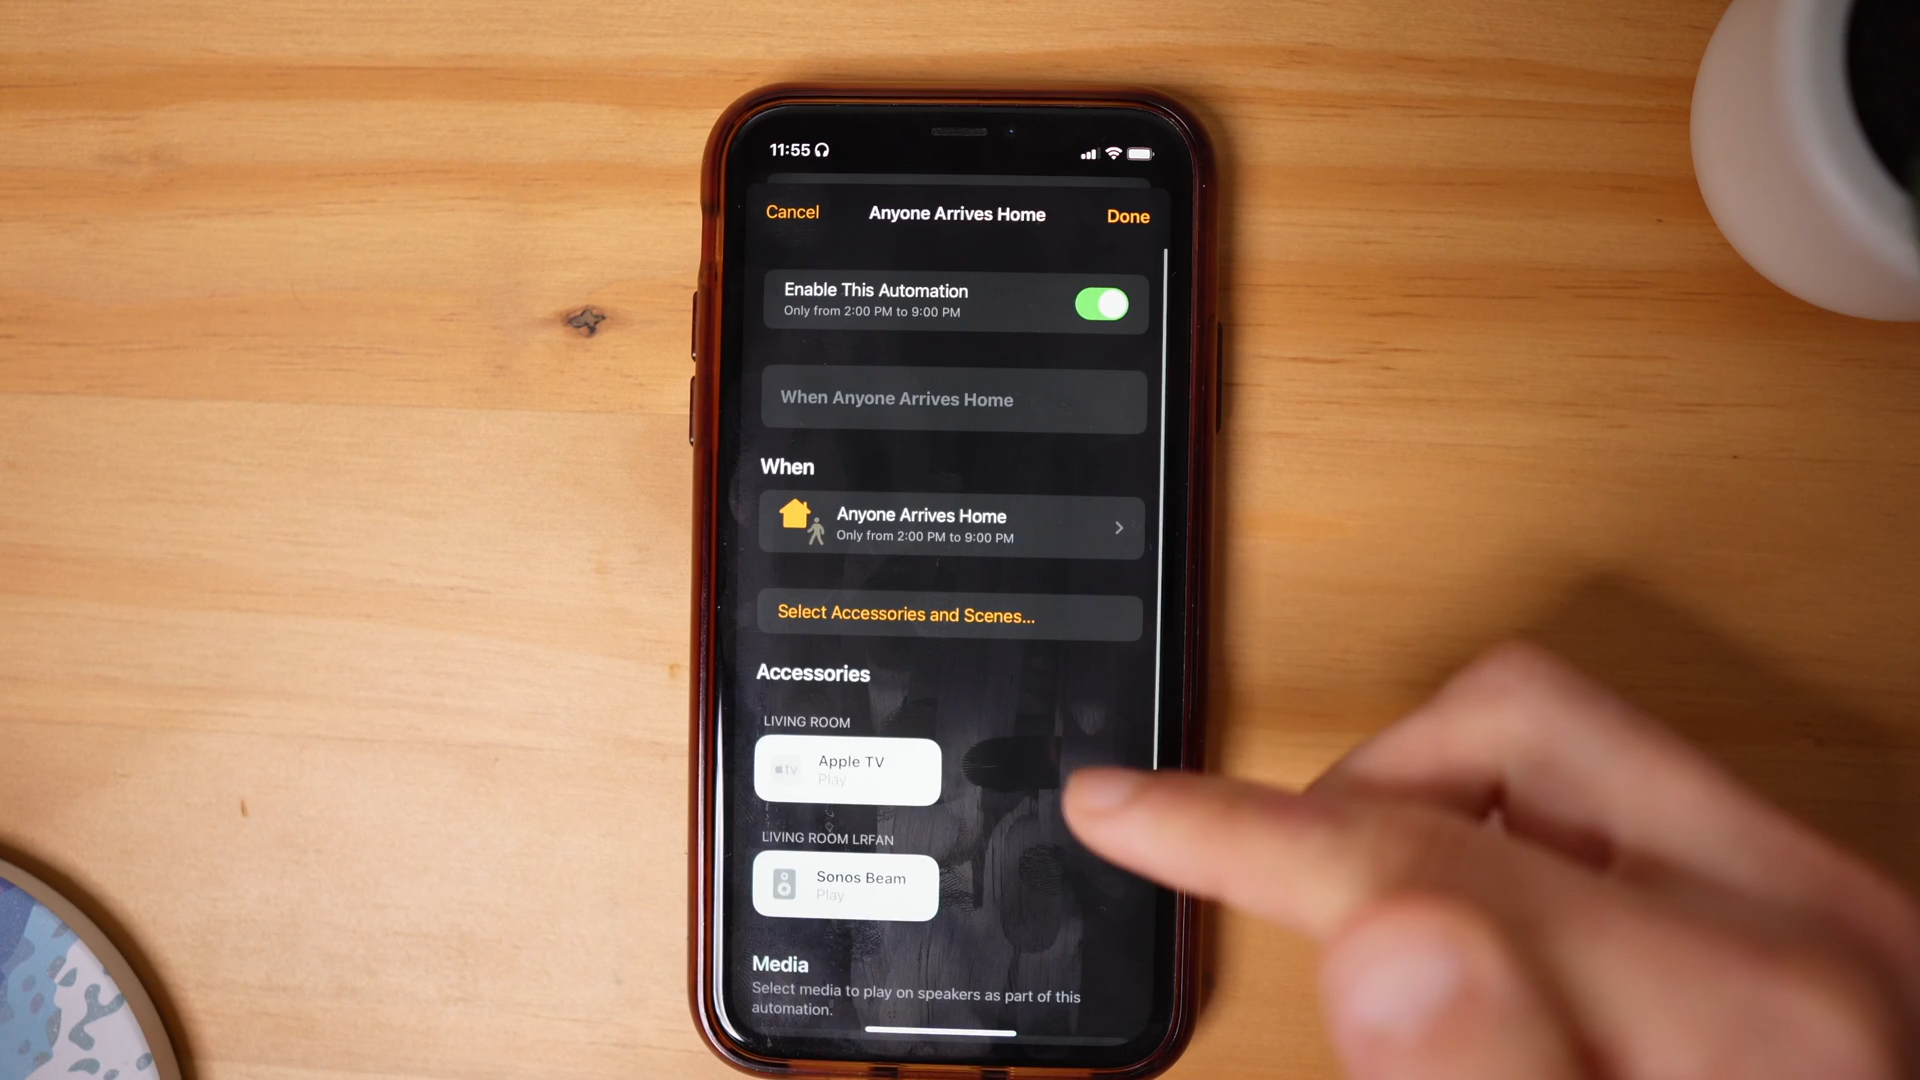 11:55
Cancel
Anyone Arrives Home
Done
Enable This Automation
Only from 2:00 PM to 9:00 PM
When Anyone Arrives Home
When
Anyone Arrives Home
Only from 2:00 PM to 9:00 PM
Select Accessories and Scenes...
Accessories
LIVING ROOM
tv
Apple TV
Play
LIVING ROOM LRFAN
Sonos Beam
Play
Media
Select media to play on speakers as part of this
automation.